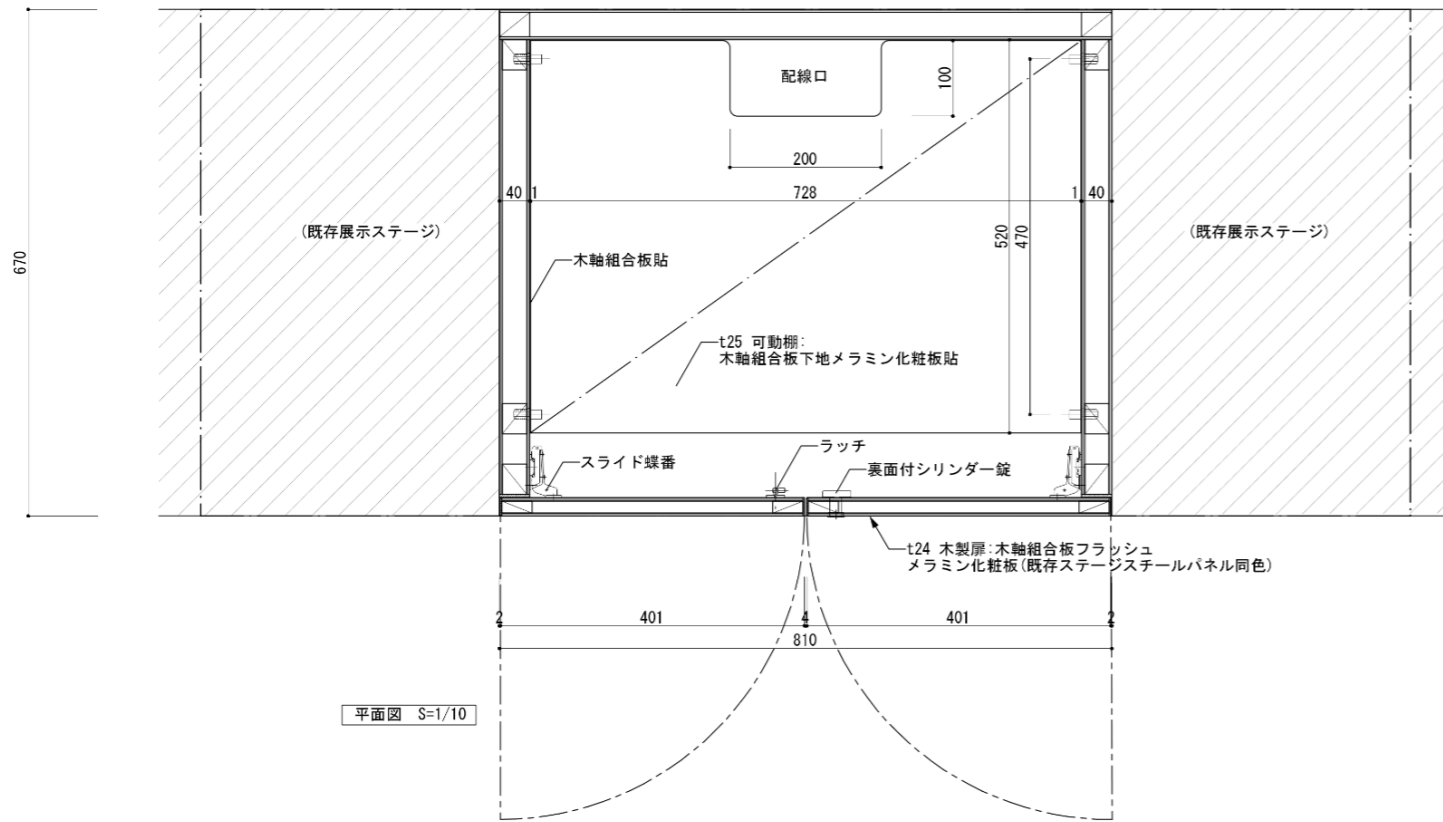 配線口
100
200
40
1
728
1
40
(既存展示ステージ)
520
470
(既存展示ステージ)
670
木軸組合板貼
t25 可動棚:
木軸組合板下地メラミン化粧板貼
ラッチ
スライド蝶番
裏面付シリンダー錠
t24 木製扉:木軸組合板フラッシュ
メラミン化粧板(既存ステージスチールパネル同色)
2
401
4
401
2
810
平面図 S=1/10